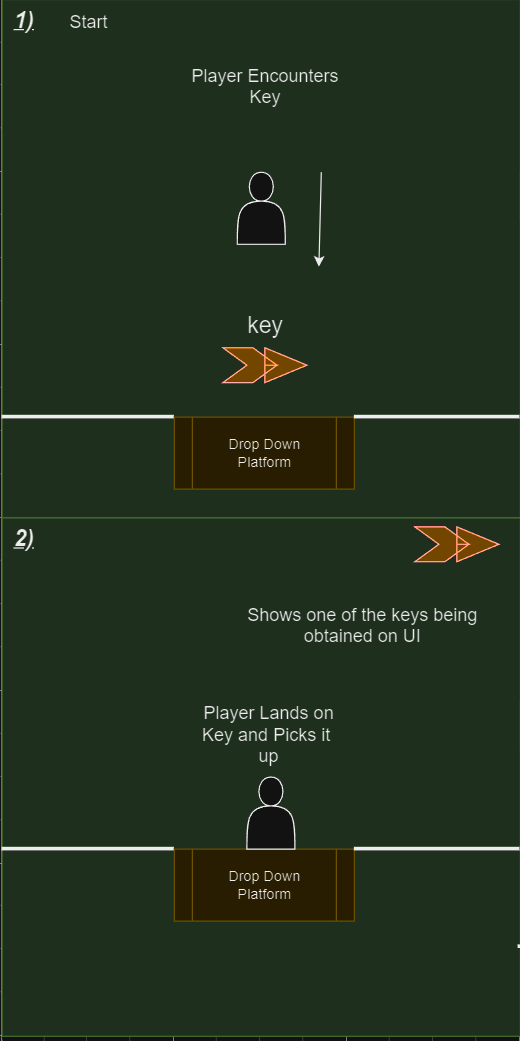 1) Start
Player Encounters
Key
key
Drop Down
Platform
2)
Shows one of the keys being
obtained on UI
Player Lands on
Key and Picks it
up
Drop Down
Platform